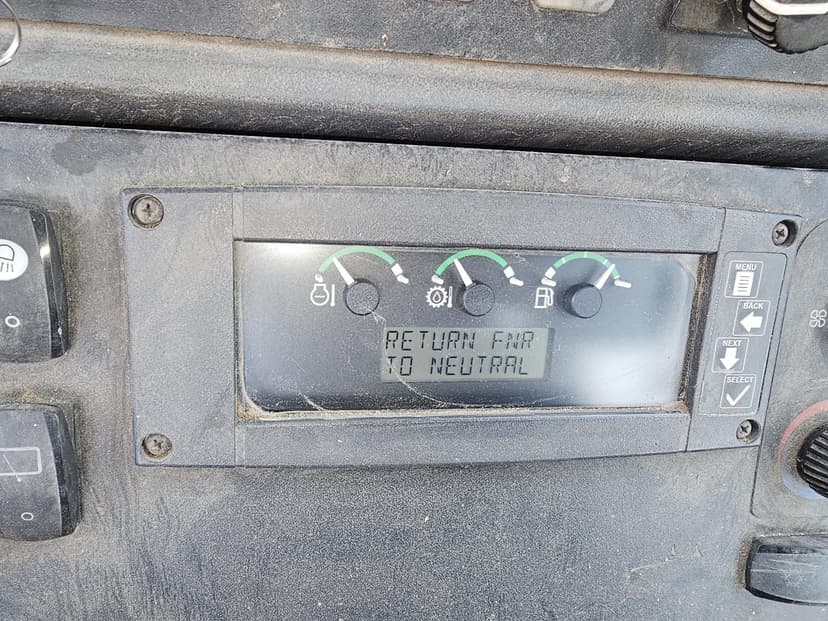 RETURN FNR
TO NEUTRAL
MENU
BACK
NEXT
SELECT